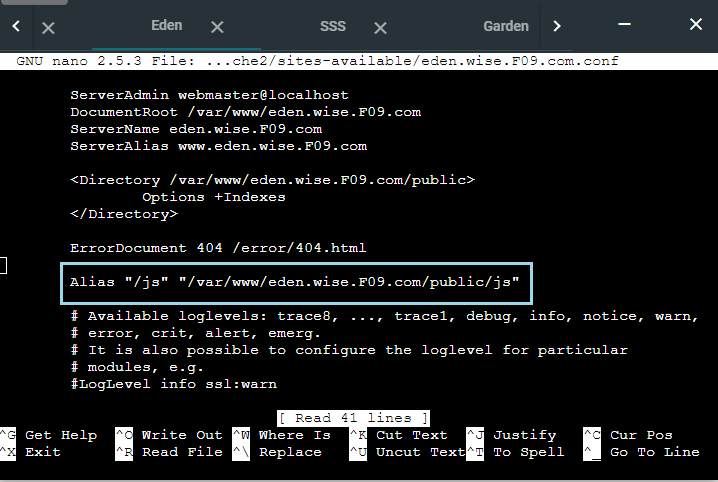 Eden SSS Garden
GNU nano 2.5.3 File: ...che2/sites-available/eden.wise.F09.com.conf
ServerAdmin webmaster@localhost
DocumentRoot /var/www/eden.wise.F09.com
ServerName eden.wise.F09.com
ServerAlias www.eden.wise.F09.com
<Directory /var/www/eden.wise.F09.com/public>
Options +Indexes
</Directory>
ErrorDocument 404 /error/404.html
Alias "/js" "/var/www/eden.wise.F09.com/public/js"
# Available loglevels: trace8, ..., trace1, debug, info, notice, warn,
# error, crit, alert, emerg.
# It is also possible to configure the loglevel for particular
# modules, e.g.
#LogLevel info ssl:warn
[ Read 41 lines ]
^G Get Help ^O Write Out ^W Where Is ^K Cut Text ^J Justify ^C Cur Pos
^X Exit ^R Read File ^\ Replace ^U Uncut Text ^T To Spell ^_ Go To Line